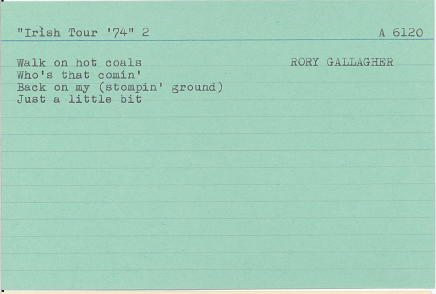 "Irish Tour '74" 2 A 6120
Walk on hot coals RORY GALLAGHER
Who's that comin'
Back on my (stompin' ground)
Just a little bit